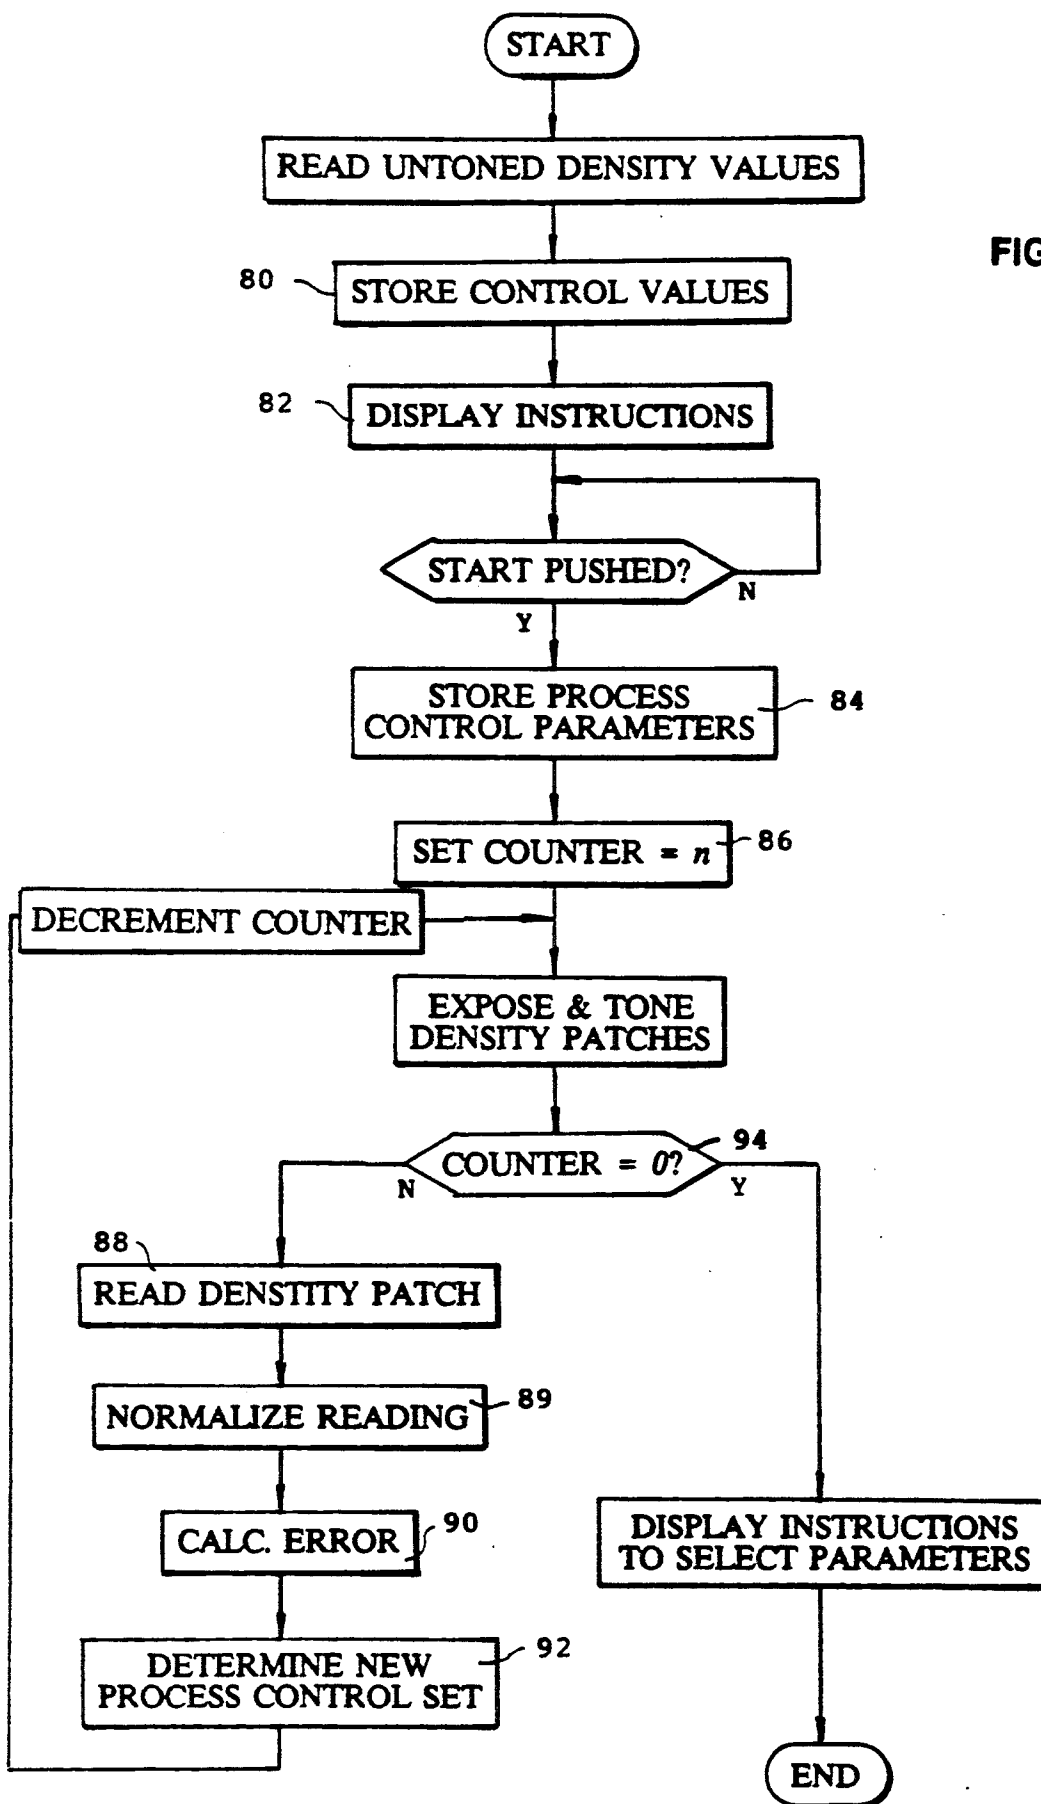 START
READ UNTONED DENSITY VALUES
FIG
80
STORE CONTROL VALUES
82
DISPLAY INSTRUCTIONS
START PUSHED?
N
Y
STORE PROCESS
CONTROL PARAMETERS
84
SET COUNTER = n
86
DECREMENT COUNTER
EXPOSE & TONE
DENSITY PATCHES
94
COUNTER = 0?
N
Y
88
READ DENSTITY PATCH
NORMALIZE READING
89
CALC. ERROR
90
DISPLAY INSTRUCTIONS
TO SELECT PARAMETERS
DETERMINE NEW
PROCESS CONTROL SET
92
END